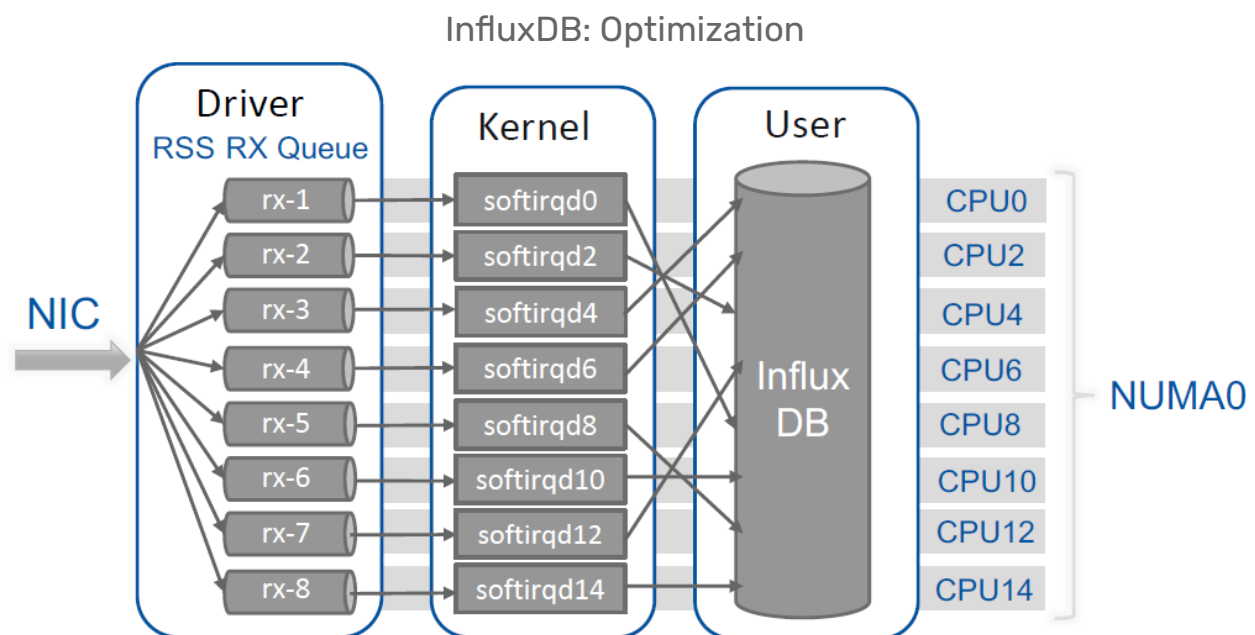 InfluxDB: Optimization
Driver
RSS RX Queue
Kernel
User
NIC
rx-1
rx-2
rx-3
rx-4
rx-5
rx-6
rx-7
rx-8
softirqd0
softirqd2
softirqd4
softirqd6
softirqd8
softirqd10
softirqd12
softirqd14
Influx
DB
CPU0
CPU2
CPU4
CPU6
CPU8
CPU10
CPU12
CPU14
NUMA0